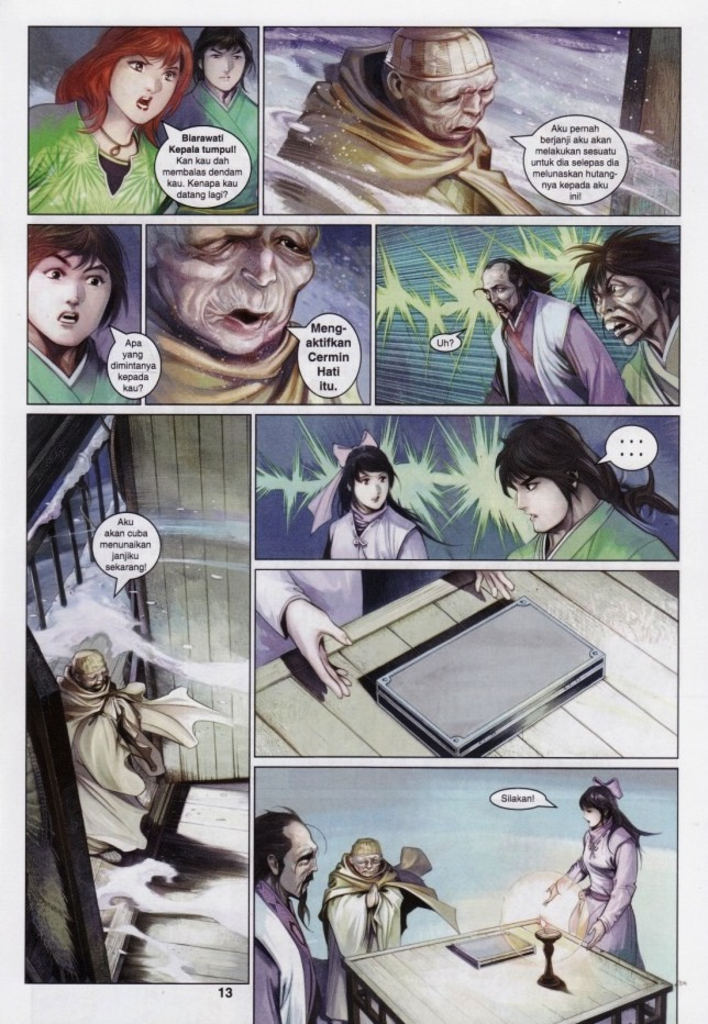 Biarawati
Kepala tumpul!
Kan kau dah
membalas dendam
kau. Kenapa kau
datang lagi?
Aku pernah
berjanji aku akan
melakukan sesuatu
untuk dia selepas dia
melunaskan hutang-
nya kepada aku
ini!
Apa
yang
dimintanya
kepada
kau?
Meng-
aktifkan
Cermin
Hati
itu.
Uh?
Aku
akan cuba
menunaikan
janjiku
sekarang!
...
...
Silakan!
13